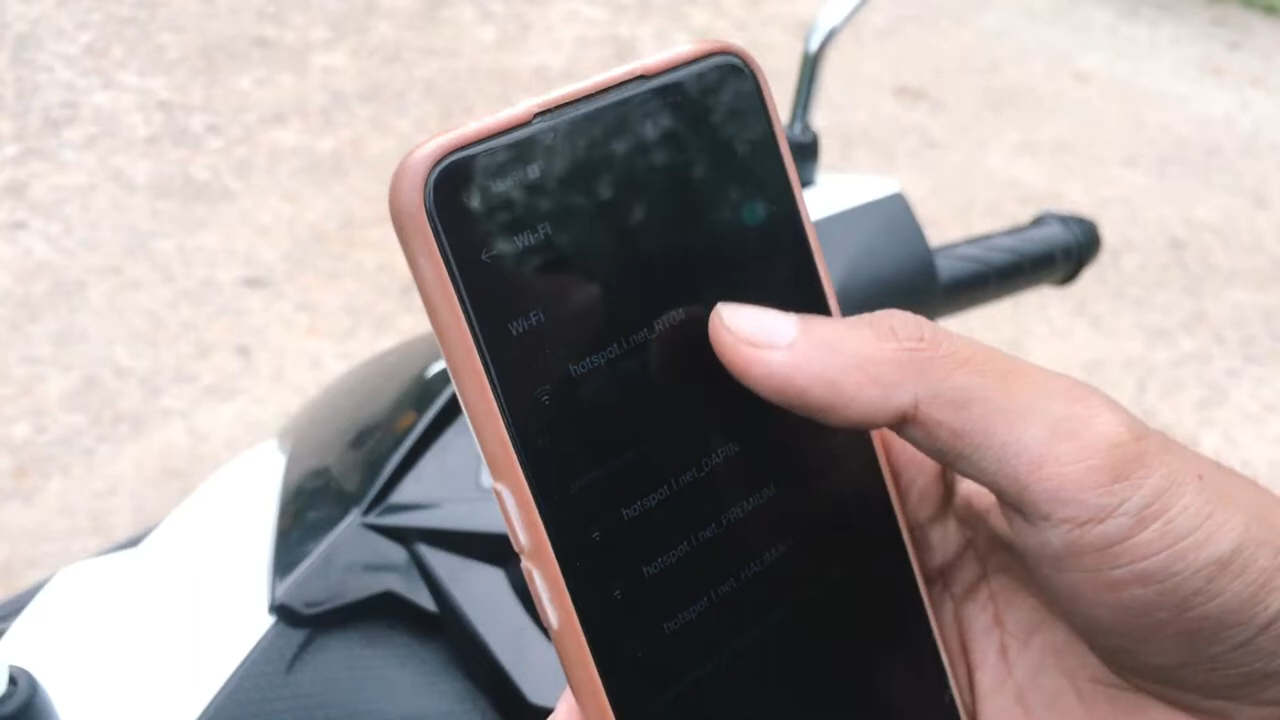 Wi-Fi
Wi-Fi
hotspot.l.net_RT04
hotspot.l.net_DAPIN
hotspot.l.net_PREMIUM